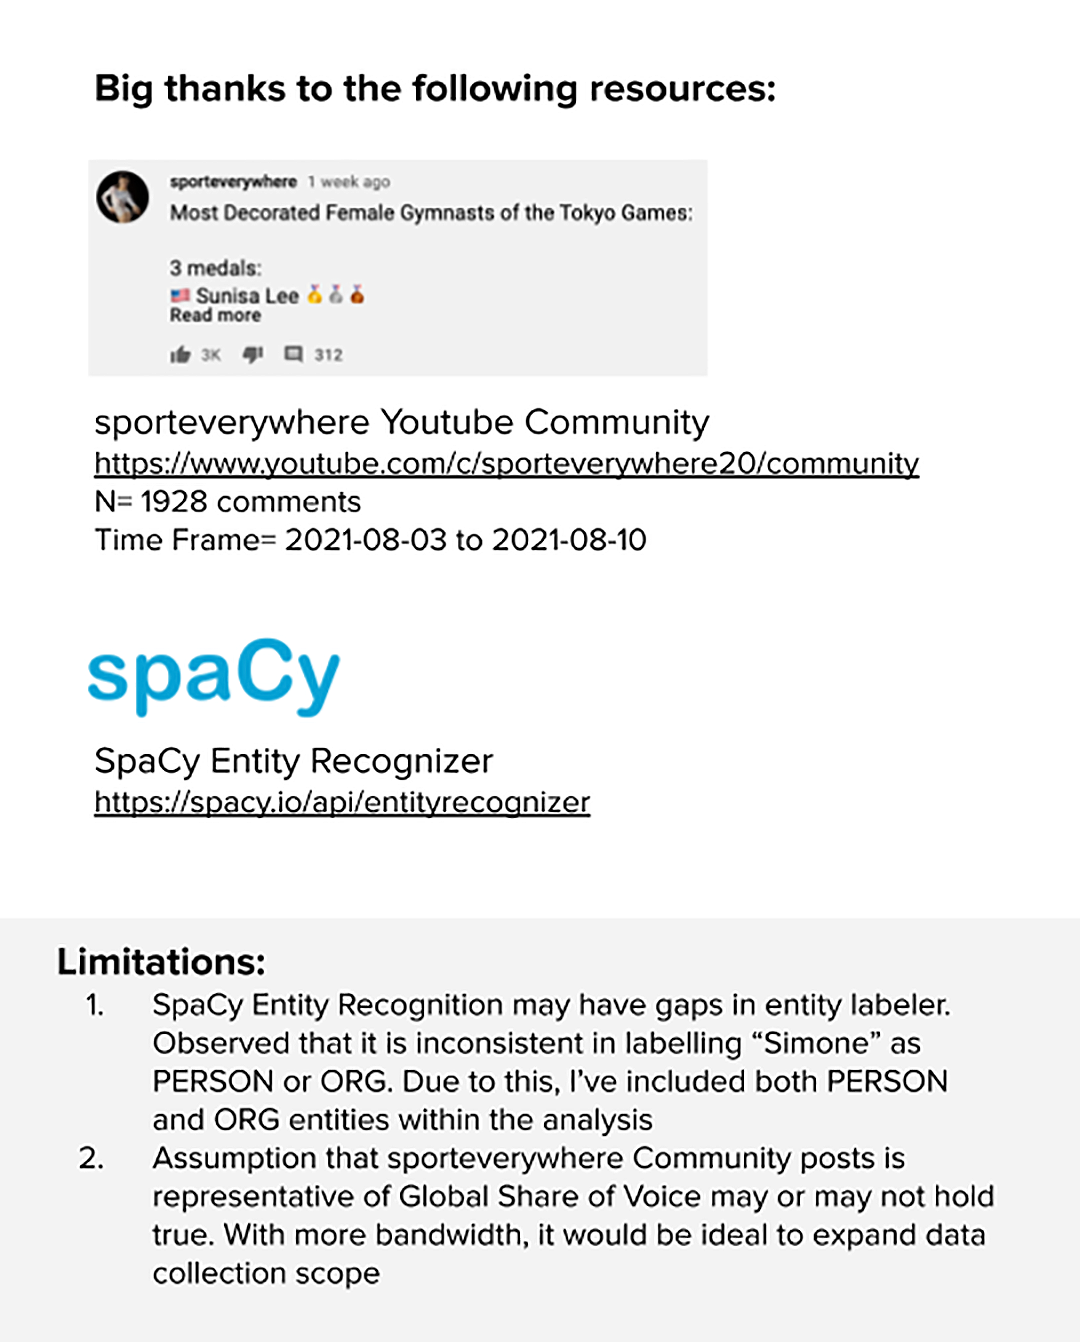 Big thanks to the following resources:
sporteverywhere 1 week ago
Most Decorated Female Gymnasts of the Tokyo Games:
3 medals:
🇺🇸 Sunisa Lee 🥇🥈🥉
Read more
3K 312
sporteverywhere Youtube Community
https://www.youtube.com/c/sporteverywhere20/community
N= 1928 comments
Time Frame= 2021-08-03 to 2021-08-10
spaCy
SpaCy Entity Recognizer
https://spacy.io/api/entityrecognizer
Limitations:
1. SpaCy Entity Recognition may have gaps in entity labeler.
Observed that it is inconsistent in labelling “Simone” as
PERSON or ORG. Due to this, I’ve included both PERSON
and ORG entities within the analysis
2. Assumption that sporteverywhere Community posts is
representative of Global Share of Voice may or may not hold
true. With more bandwidth, it would be ideal to expand data
collection scope